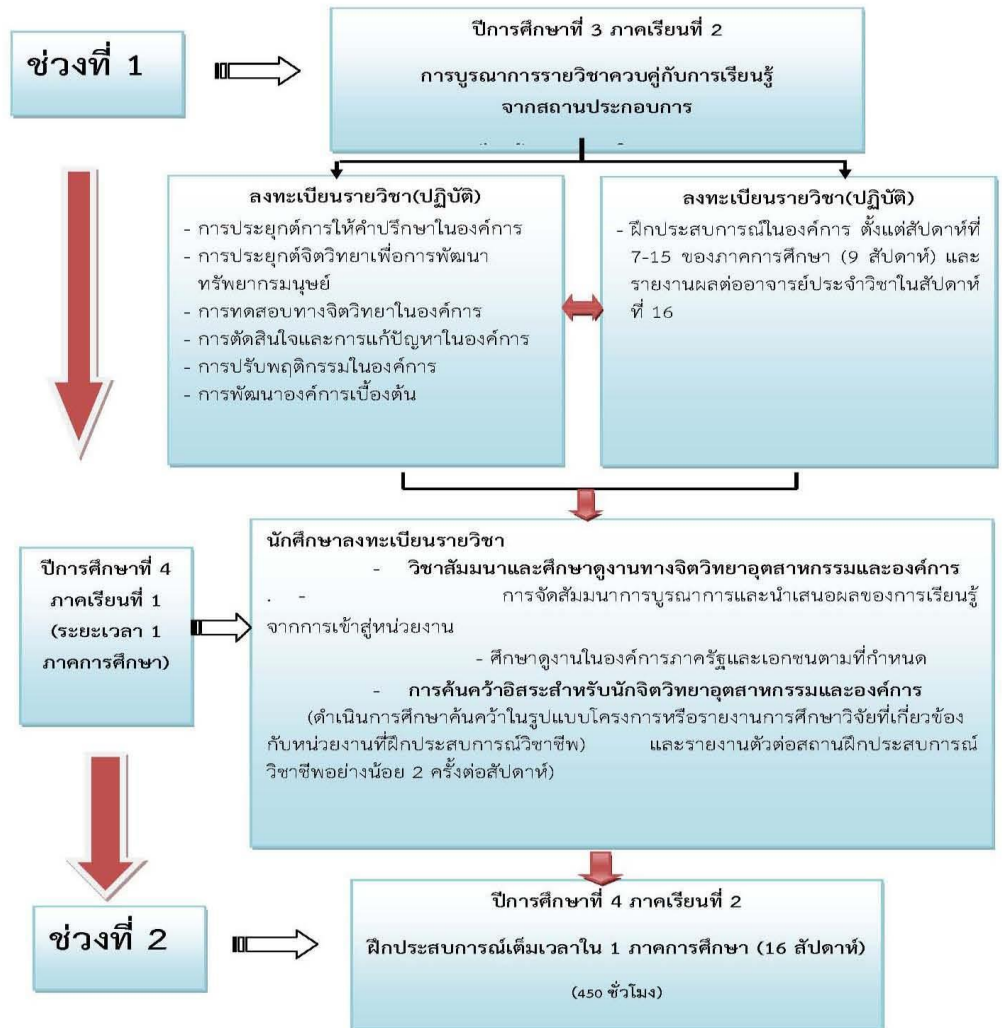 ช่วงที่ 1
ปีการศึกษาที่ 3 ภาคเรียนที่ 2
การบูรณาการรายวิชาควบคู่กับการเรียนรู้
จากสถานประกอบการ
ลงทะเบียนรายวิชา(ปฏิบัติ)
- การประยุกต์การให้คำปรึกษาในองค์การ
- การประยุกต์จิตวิทยาเพื่อการพัฒนา
ทรัพยากรมนุษย์
- การทดสอบทางจิตวิทยาในองค์การ
- การตัดสินใจและการแก้ปัญหาในองค์การ
- การปรับพฤติกรรมในองค์การ
- การพัฒนาองค์การเบื้องต้น
ลงทะเบียนรายวิชา(ปฏิบัติ)
- ฝึกประสบการณ์ในองค์การ ตั้งแต่สัปดาห์ที่
7-15 ของภาคการศึกษา (9 สัปดาห์) และ
รายงานผลต่ออาจารย์ประจำวิชาในสัปดาห์
ที่ 16
ปีการศึกษาที่ 4
ภาคเรียนที่ 1
(ระยะเวลา 1
ภาคการศึกษา)
นักศึกษาลงทะเบียนรายวิชา
- วิชาสัมมนาและศึกษาดูงานทางจิตวิทยาอุตสาหกรรมและองค์การ
. - การจัดสัมมนาการบูรณาการและนำเสนอผลของการเรียนรู้
จากการเข้าสู่หน่วยงาน
- ศึกษาดูงานในองค์การภาครัฐและเอกชนตามที่กำหนด
- การค้นคว้าอิสระสำหรับนักจิตวิทยาอุตสาหกรรมและองค์การ
(ดำเนินการศึกษาค้นคว้าในรูปแบบโครงการหรือรายงานการศึกษาวิจัยที่เกี่ยวข้อง
กับหน่วยงานที่ฝึกประสบการณ์วิชาชีพ) และรายงานตัวต่อสถานฝึกประสบการณ์
วิชาชีพอย่างน้อย 2 ครั้งต่อสัปดาห์)
ช่วงที่ 2
ปีการศึกษาที่ 4 ภาคเรียนที่ 2
ฝึกประสบการณ์เต็มเวลาใน 1 ภาคการศึกษา (16 สัปดาห์)
(450 ชั่วโมง)